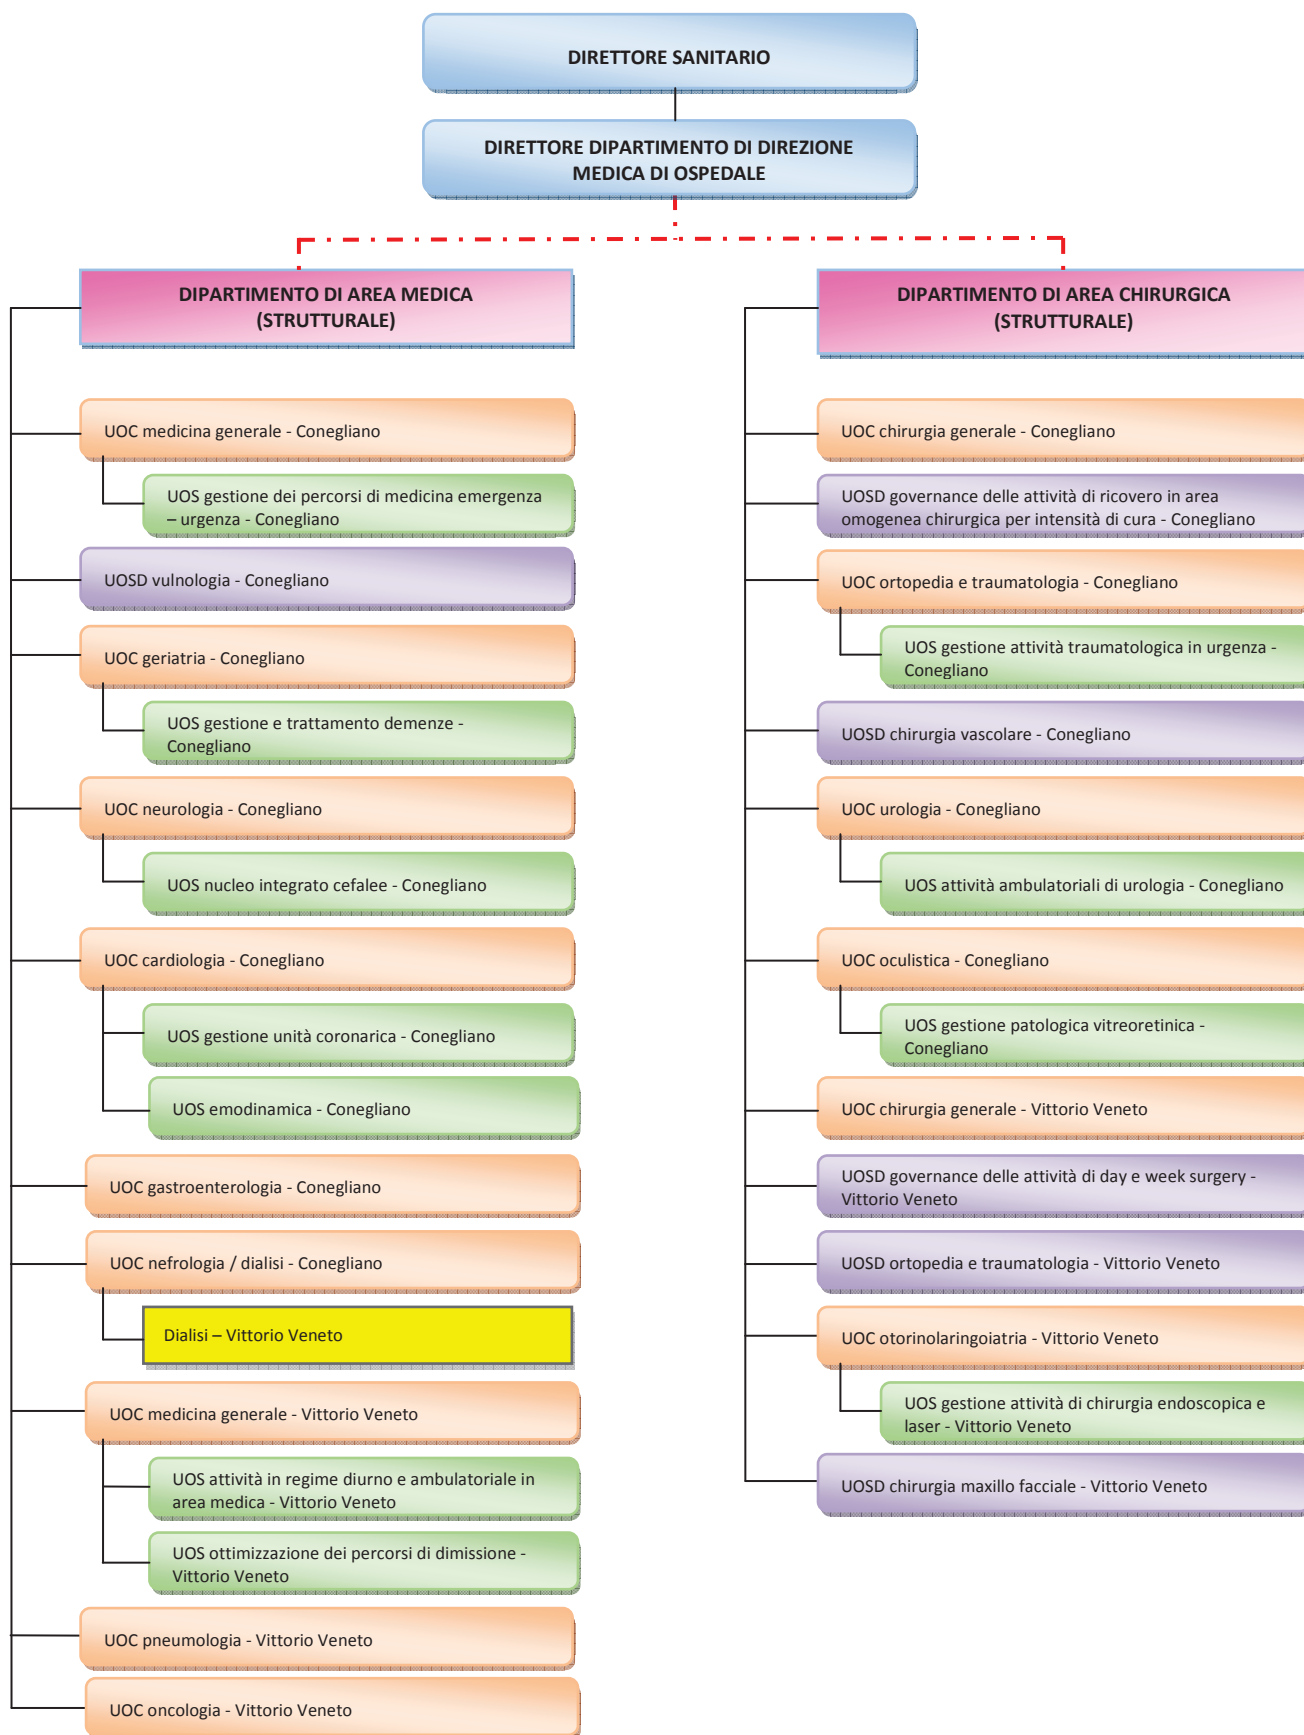 DIRETTORE SANITARIO
DIRETTORE DIPARTIMENTO DI DIREZIONE
MEDICA DI OSPEDALE
DIPARTIMENTO DI AREA MEDICA
(STRUTTURALE)
UOC medicina generale - Conegliano
UOS gestione dei percorsi di medicina emergenza
– urgenza - Conegliano
UOSD vulnologia - Conegliano
UOC geriatria - Conegliano
UOS gestione e trattamento demenze -
Conegliano
UOC neurologia - Conegliano
UOS nucleo integrato cefalee - Conegliano
UOC cardiologia - Conegliano
UOS gestione unità coronarica - Conegliano
UOS emodinamica - Conegliano
UOC gastroenterologia - Conegliano
UOC nefrologia / dialisi - Conegliano
Dialisi – Vittorio Veneto
UOC medicina generale - Vittorio Veneto
UOS attività in regime diurno e ambulatoriale in
area medica - Vittorio Veneto
UOS ottimizzazione dei percorsi di dimissione -
Vittorio Veneto
UOC pneumologia - Vittorio Veneto
UOC oncologia - Vittorio Veneto
DIPARTIMENTO DI AREA CHIRURGICA
(STRUTTURALE)
UOC chirurgia generale - Conegliano
UOSD governance delle attività di ricovero in area
omogenea chirurgica per intensità di cura - Conegliano
UOC ortopedia e traumatologia - Conegliano
UOS gestione attività traumatologica in urgenza -
Conegliano
UOSD chirurgia vascolare - Conegliano
UOC urologia - Conegliano
UOS attività ambulatoriali di urologia - Conegliano
UOC oculistica - Conegliano
UOS gestione patologica vitreoretinica -
Conegliano
UOC chirurgia generale - Vittorio Veneto
UOSD governance delle attività di day e week surgery -
Vittorio Veneto
UOSD ortopedia e traumatologia - Vittorio Veneto
UOC otorinolaringoiatria - Vittorio Veneto
UOS gestione attività di chirurgia endoscopica e
laser - Vittorio Veneto
UOSD chirurgia maxillo facciale - Vittorio Veneto